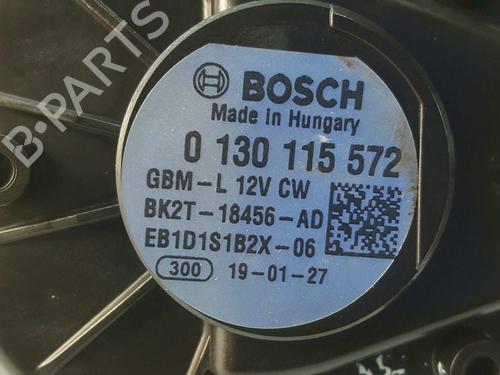 BOSCH
Made in Hungary
0 130 115 572
GBM-L 12V CW
BK2T-18456-AD
EB1D1S1B2X-06
300 19-01-27
B-PARTS